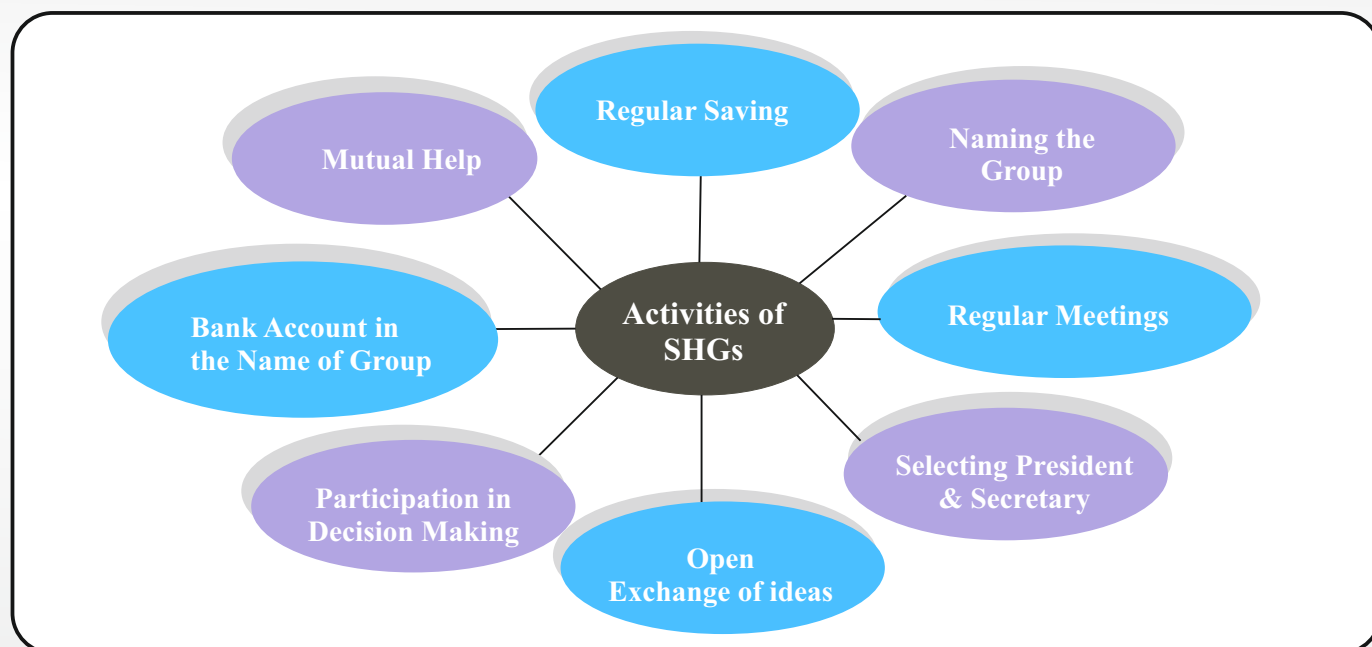 Regular Saving
Naming the
Group
Mutual Help
Regular Meetings
Activities of
SHGs
Bank Account in
the Name of Group
Selecting President
& Secretary
Participation in
Decision Making
Open
Exchange of ideas